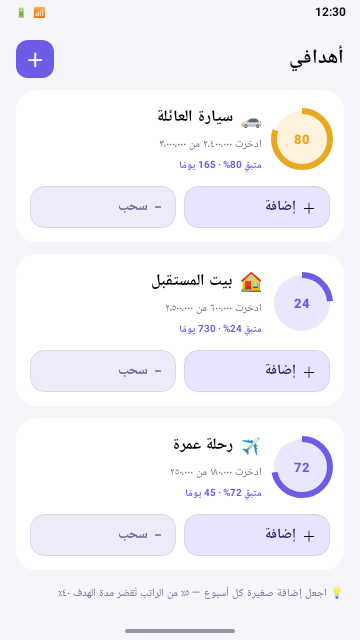 12:30
أهدافي
+
80
سيارة العائلة
ادخرت ٢،٤٠٠،٠٠٠ من ٣،٠٠٠،٠٠٠
متبقٍ 80% · 165 يومًا
+ إضافة
− سحب
24
بيت المستقبل
ادخرت ٦٠٠،٠٠٠ من ٢،٥٠٠،٠٠٠
متبقٍ 24% · 730 يومًا
+ إضافة
− سحب
72
رحلة عمرة
ادخرت ١٨٠،٠٠٠ من ٢٥٠،٠٠٠
متبقٍ 72% · 45 يومًا
+ إضافة
− سحب
اجعل إضافة صغيرة كل أسبوع — ٥٪ من الراتب تُقصّر مدة الهدف ٤٠٪